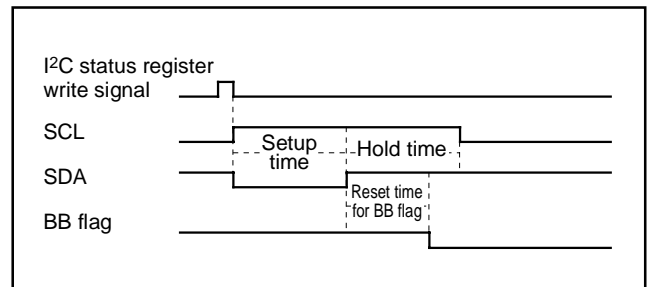 I2C status register
write signal
SCL
Setup
time
Hold time
SDA
Reset time
for BB flag
BB flag